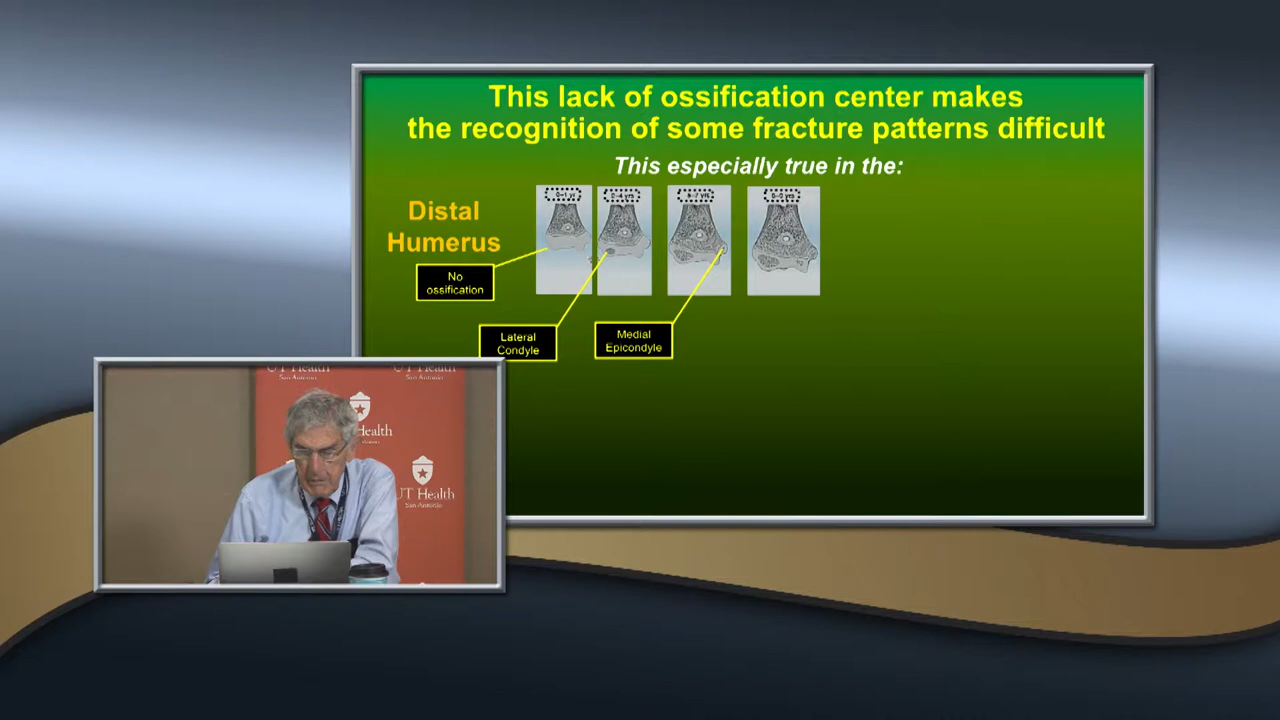 This lack of ossification center makes
the recognition of some fracture patterns difficult
This especially true in the:
Distal
Humerus
No
ossification
Lateral
Condyle
Medial
Epicondyle
UT Health
San Antonio
Health
UT Health
San Antonio